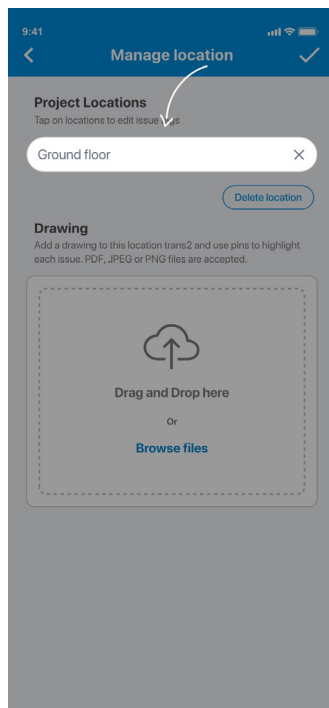 9:41
Manage location
Project Locations
Tap on locations to edit issue tags
Ground floor
Delete location
Drawing
Add a drawing to this location trans2 and use pins to highlight
each issue. PDF, JPEG or PNG files are accepted.
Drag and Drop here
Or
Browse files